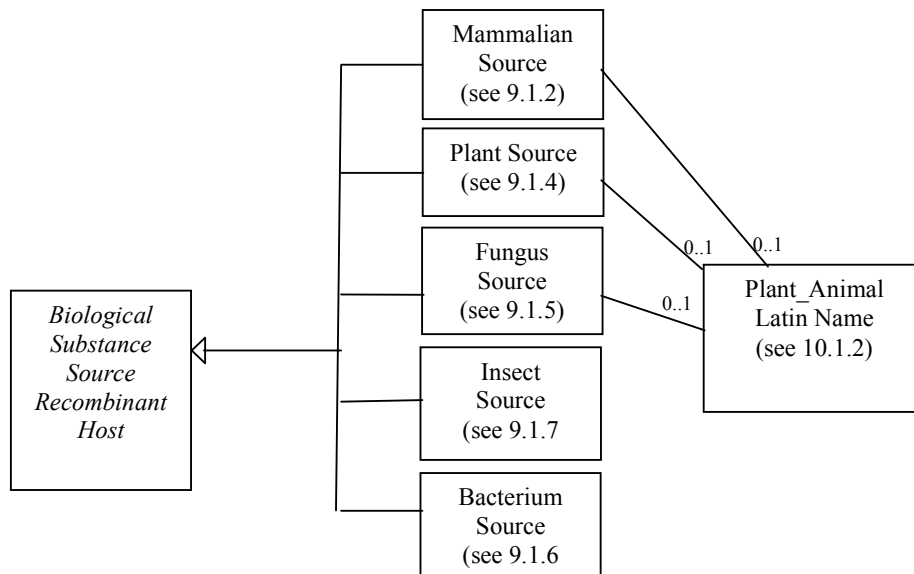 Mammalian
Source
(see 9.1.2)
Plant Source
(see 9.1.4)
0..1
0..1
Fungus
Source
(see 9.1.5)
0..1
Plant_Animal
Latin Name
(see 10.1.2)
Biological
Substance
Source
Recombinant
Host
Insect
Source
(see 9.1.7
Bacterium
Source
(see 9.1.6